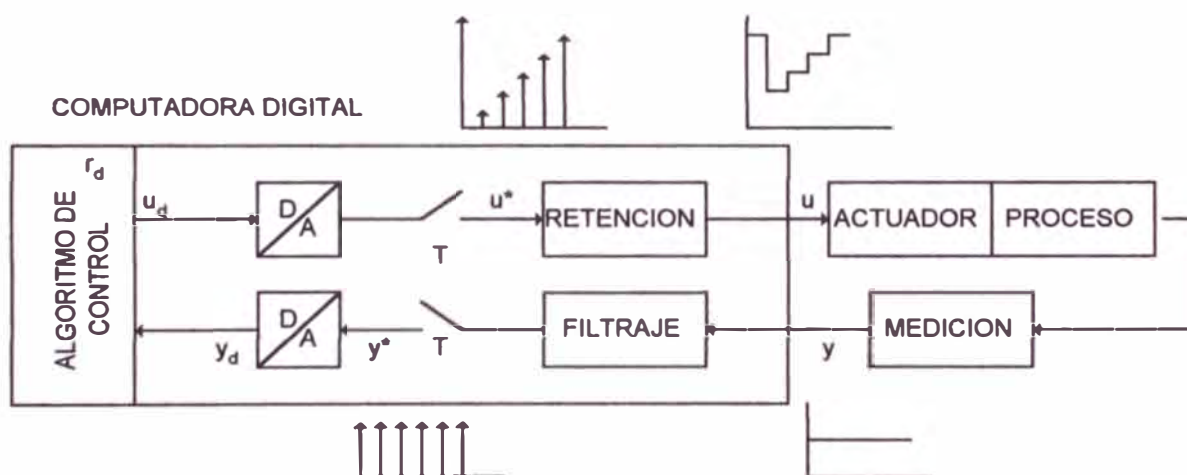 COMPUTADORA DIGITAL
ALGORITMO DE
CONTROL
r_d
u_d
D
A
T
u*
RETENCION
u
ACTUADOR
PROCESO
y_d
D
A
y*
T
FILTRAJE
y
MEDICION